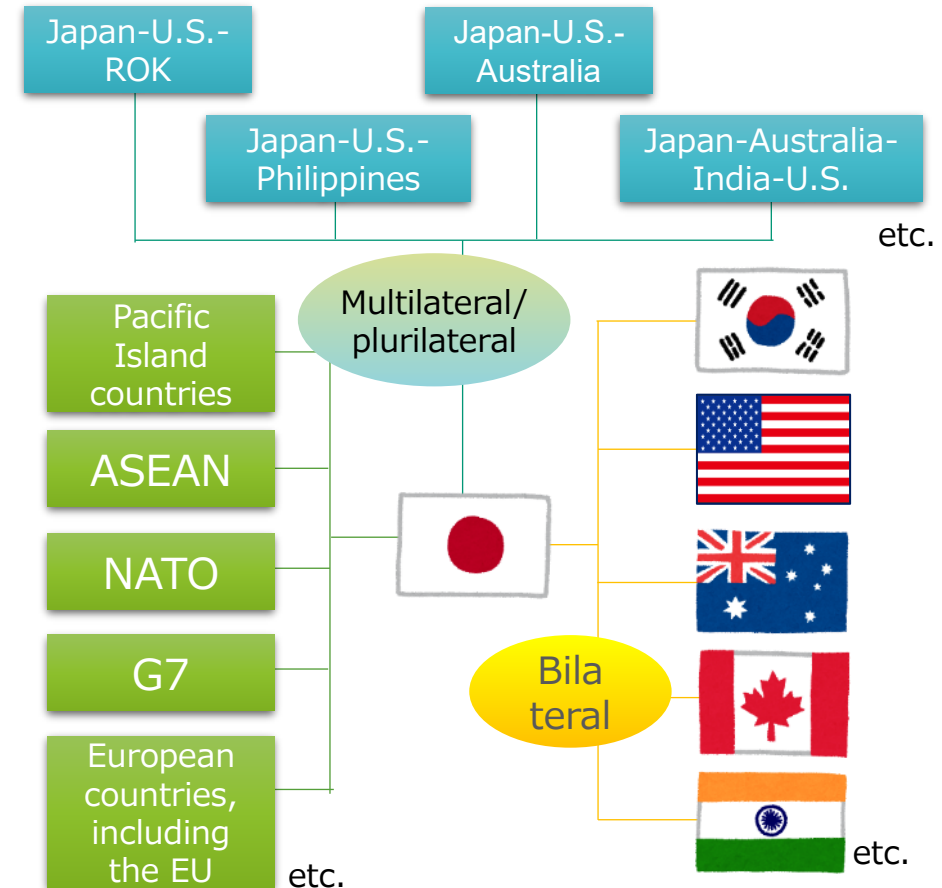 Japan-U.S.-
ROK
Japan-U.S.-
Australia
Japan-U.S.-
Philippines
Japan-Australia-
India-U.S.
etc.
Multilateral/
plurilateral
Pacific
Island
countries
ASEAN
NATO
G7
European
countries,
including
the EU
etc.
Bila
teral
etc.